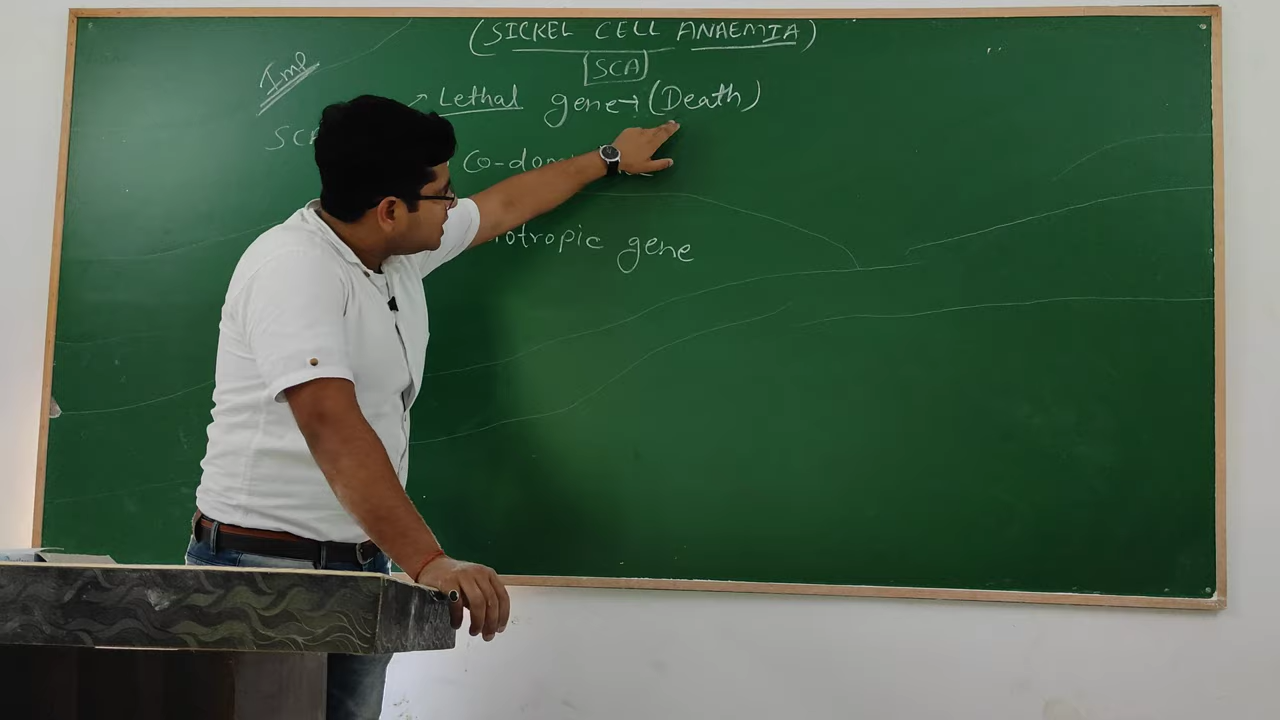 (SICKEL CELL ANAEMIA)
[SCA]
Imp
Lethal gene → (Death)
gene